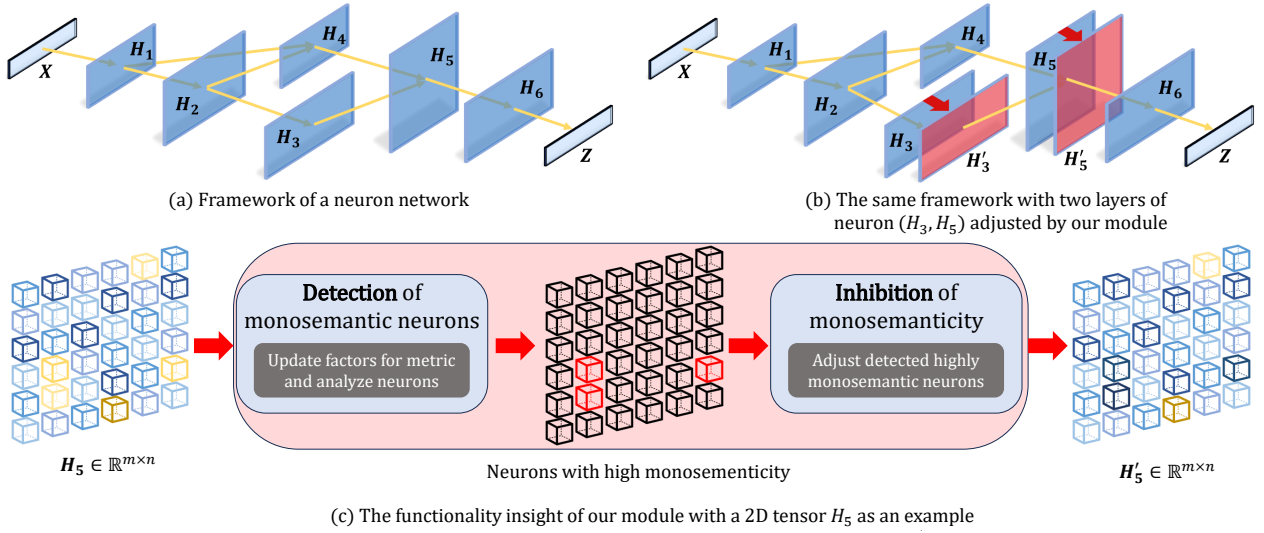 X
H₁
H₂
H₃
H₄
H₅
H₆
Z
(a) Framework of a neuron network
X
H₁
H₂
H₃
H₃′
H₄
H₅
H₅′
H₆
Z
(b) The same framework with two layers of
neuron (H₃, H₅) adjusted by our module
Detection of
monosemantic neurons
Update factors for metric
and analyze neurons
Inhibition of
monosemanticity
Adjust detected highly
monosemantic neurons
H₅ ∈ ℝᵐˣⁿ
Neurons with high monosementicity
H₅′ ∈ ℝᵐˣⁿ
(c) The functionality insight of our module with a 2D tensor H₅ as an example